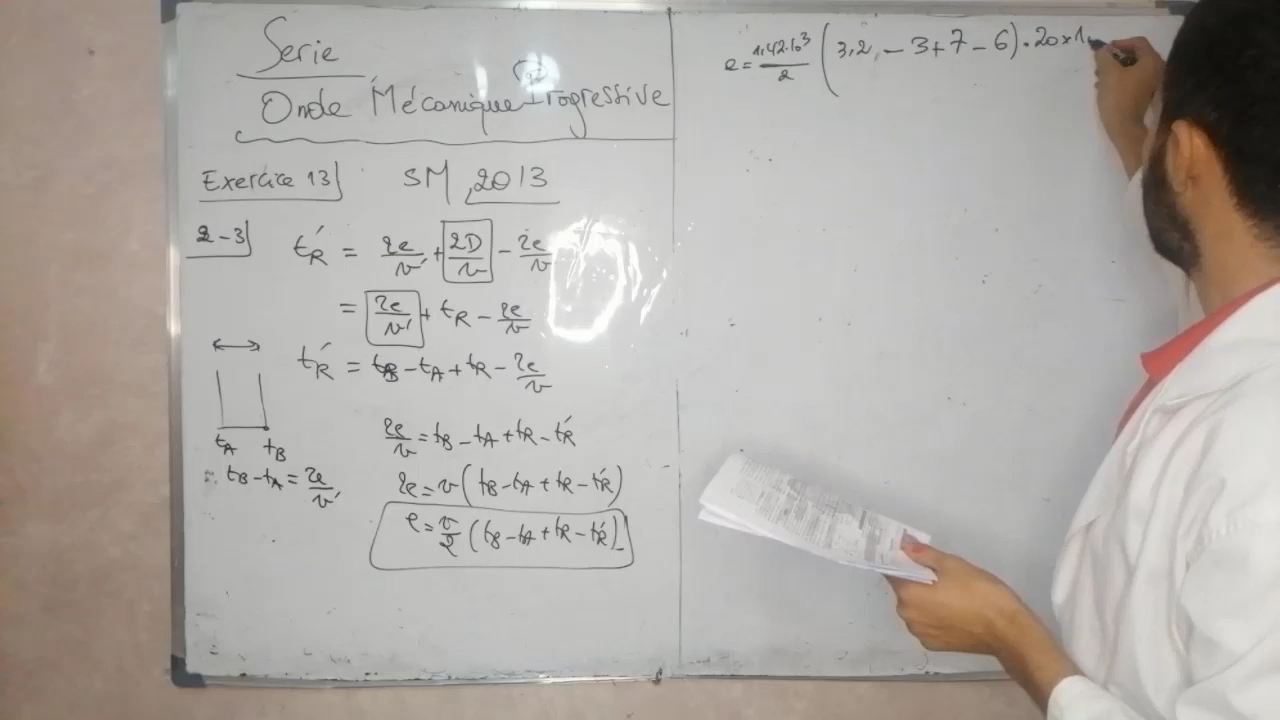 Serie
Onde Mécanique Progressive
Exercice 13 SM 2013
2-3 t'R = 2e/v' + 2D/v - 2e/v
= 2e/v' + tR - 2e/v
t'R = tB - tA + tR - 2e/v
tA tB
tB - tA = 2e/v'
2e/v = tB - tA + tR - t'R
2e = v (tB - tA + tR - t'R)
e = v/2 (tB - tA + tR - t'R)
e = 1,42.10³/2 (3,2 - 3 + 7 - 6) . 20 × 1